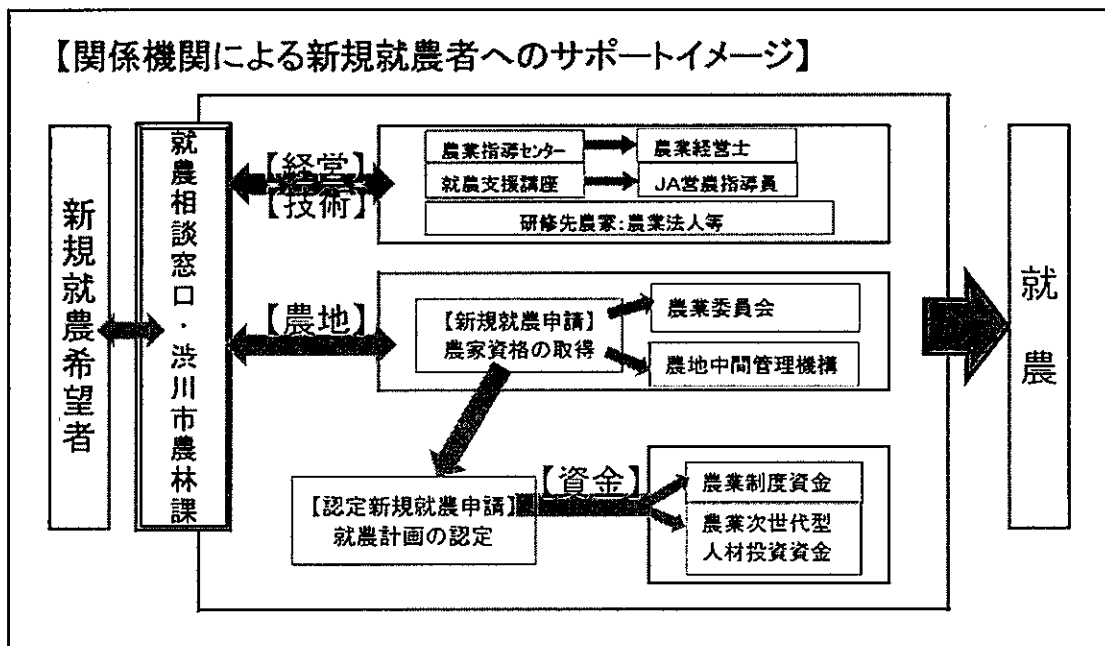 【関係機関による新規就農者へのサポートイメージ】
新規就農希望者
就農相談窓口・渋川市農林課
【経営】
【技術】
農業指導センター
農業経営士
就農支援講座
JA営農指導員
研修先農家:農業法人等
【農地】
【新規就農申請】
農家資格の取得
農業委員会
農地中間管理機構
【認定新規就農申請】
就農計画の認定
【資金】
農業制度資金
農業次世代型
人材投資資金
就農